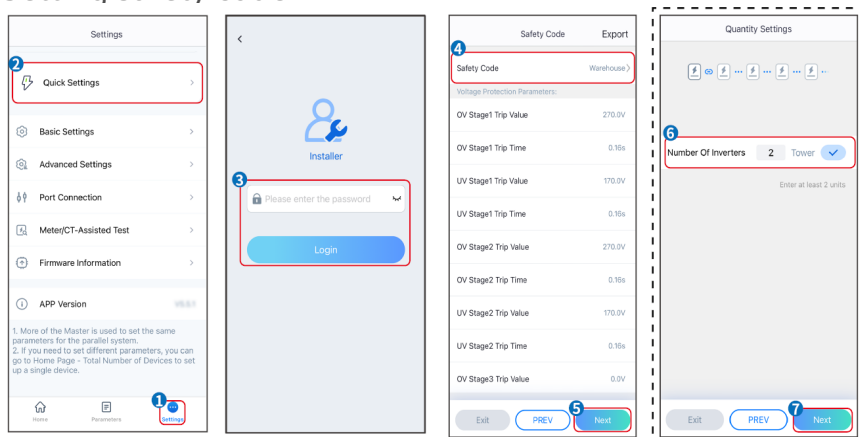 Settings
2
Quick Settings
Basic Settings
Advanced Settings
Port Connection
Meter/CT-Assisted Test
Firmware Information
APP Version
1. More of the Master is used to set the same
parameters for the parallel system.
2. If you need to set different parameters, you can
go to Home Page - Total Number of Devices to set
up a single device.
1
Home Parameters Settings
Installer
3
Please enter the password
Login
Safety Code Export
4
Safety Code Warehouse
Voltage Protection Parameters:
OV Stage1 Trip Value 270.0V
OV Stage1 Trip Time 0.16s
UV Stage1 Trip Value 170.0V
UV Stage1 Trip Time 0.16s
OV Stage2 Trip Value 270.0V
OV Stage2 Trip Time 0.16s
UV Stage2 Trip Value 170.0V
UV Stage2 Trip Time 0.16s
OV Stage3 Trip Value 0.0V
5
Exit PREV Next
Quantity Settings
6
Number Of Inverters 2 Tower
Enter at least 2 units
7
Exit PREV Next